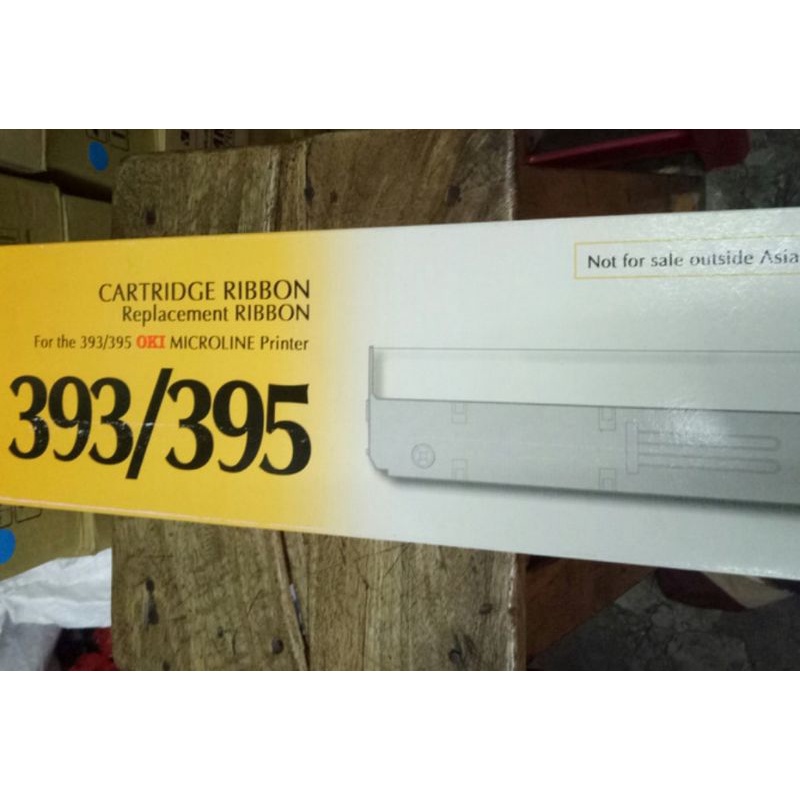 CARTRIDGE RIBBON
Replacement RIBBON
For the 393/395 OKI MICROLINE Printer
393/395
Not for sale outside Asia